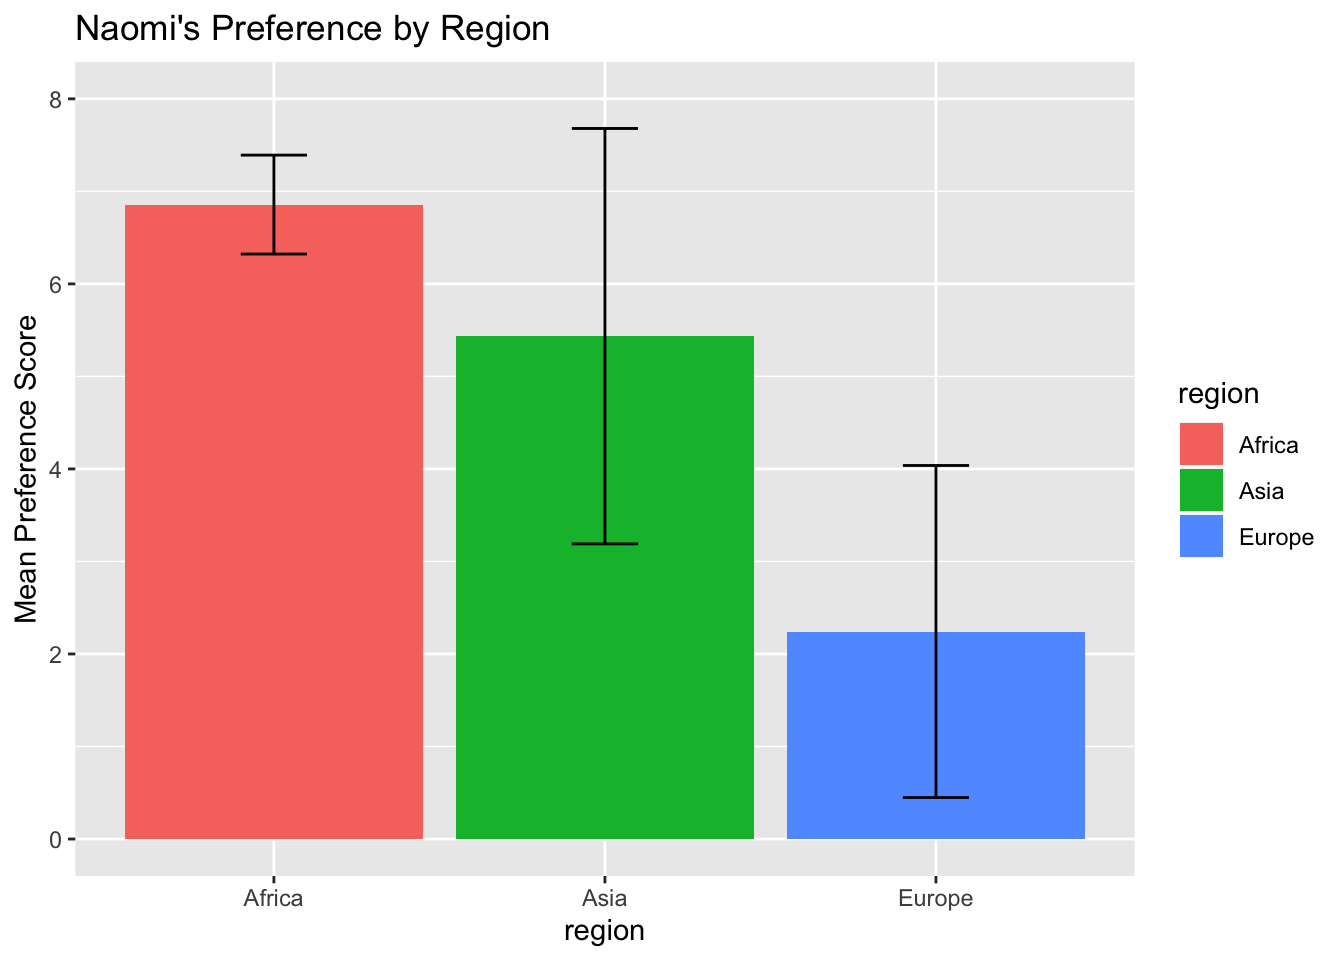 Naomi's Preference by Region
Mean Preference Score
8
6
4
2
0
Africa
Asia
Europe
region
region
Africa
Asia
Europe